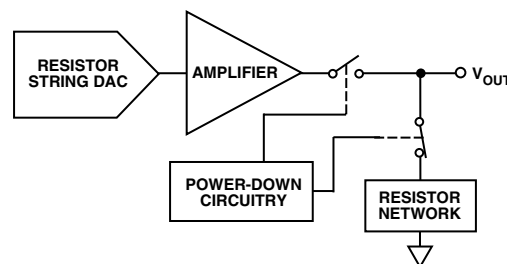 RESISTOR
STRING DAC
AMPLIFIER
VOUT
POWER-DOWN
CIRCUITRY
RESISTOR
NETWORK